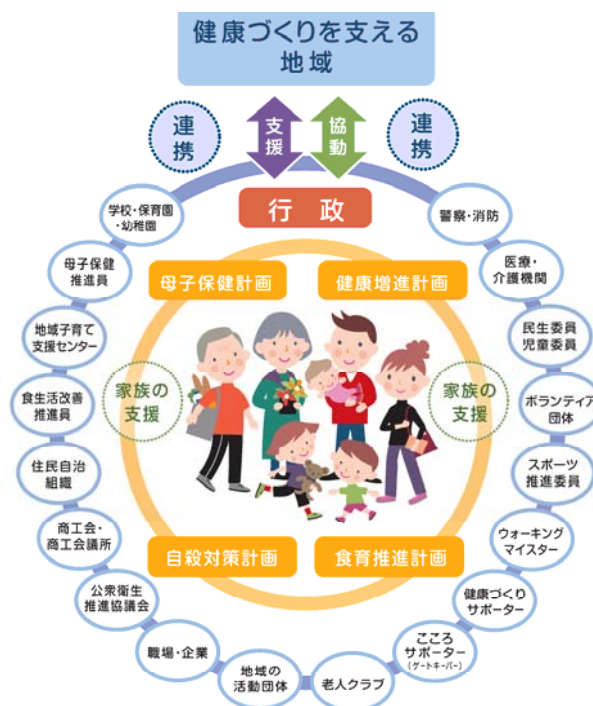 健康づくりを支える
地域
連
携
支
援
協
働
連
携
行 政
学校・保育園
・幼稚園
警察・消防
母子保健
推進員
医療・
介護機関
母子保健計画
健康増進計画
地域子育て
支援センター
民生委員
児童委員
家族の
支援
家族の
支援
食生活改善
推進員
ボランティア
団体
住民自治
組織
スポーツ
推進委員
商工会・
商工会議所
ウォーキング
マイスター
自殺対策計画
食育推進計画
公衆衛生
推進協議会
健康づくり
サポーター
職場・企業
こころ
サポーター
(ゲートキーパー)
地域の
活動団体
老人クラブ